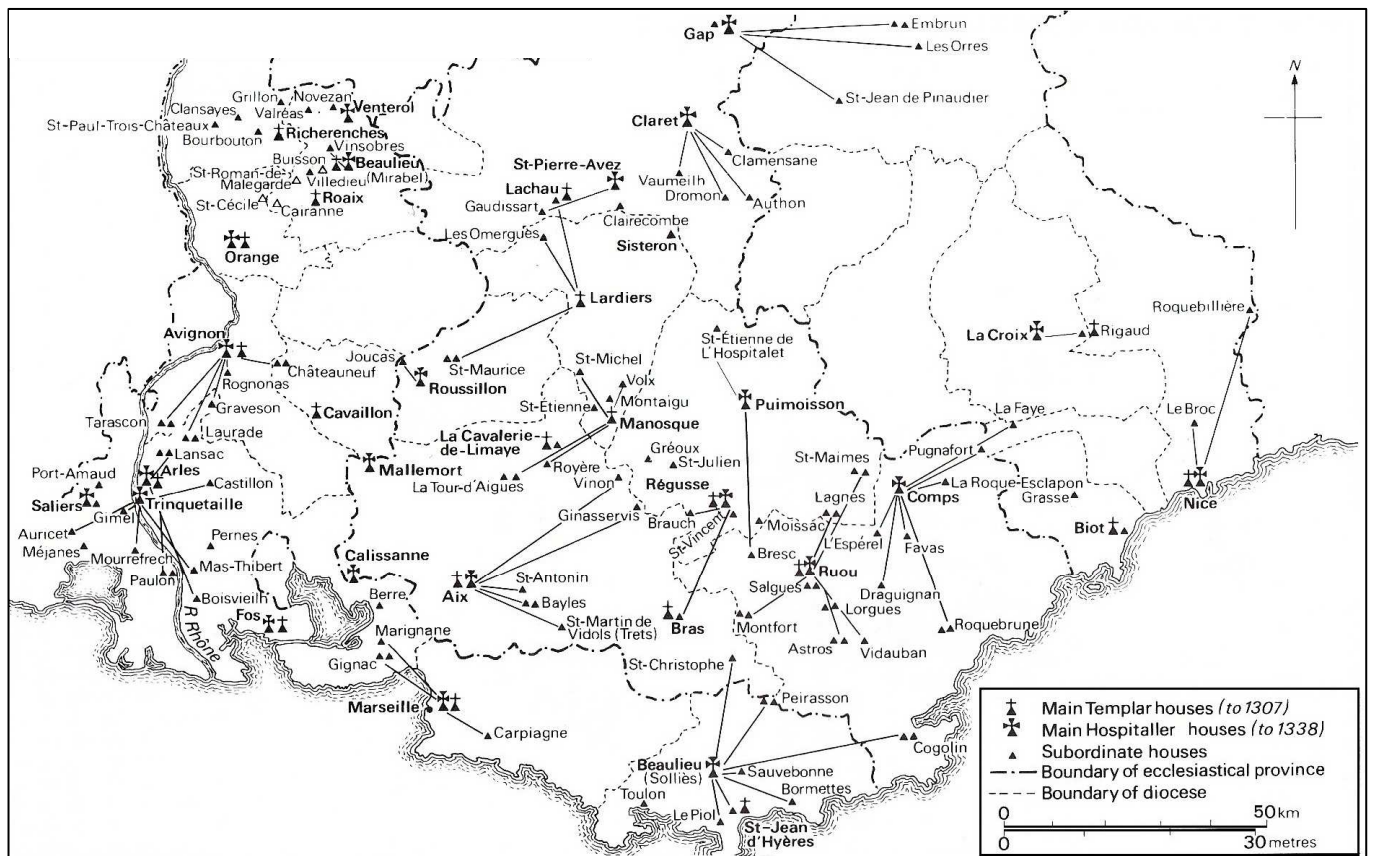 Gap
Embrun
Les Orres
St-Jean de Pinaudier
N
Grillon
Novezan
Clansayes
Valréas
Venterol
St-Paul-Trois-Châteaux
Bourbouton
Richerenches
Vinsobres
Buisson
Beaulieu
(Mirabel)
St-Roman-de-
Malegarde
Villedieu
Roaix
St-Cécile
Cairanne
Orange
Claret
Clamensane
Vaumeilh
Dromon
Authon
St-Pierre-Avez
Lachau
Gaudissart
Clairecombe
Les Omergues
Sisteron
Lardiers
Roquebillière
Avignon
Joucas
Châteauneuf
Roussillon
St-Maurice
St-Michel
St-Étienne de
L'Hospitalet
La Croix
Rigaud
Rognonas
Graveson
Cavaillon
Volx
Montaigu
St-Étienne
Manosque
Puimoisson
La Faye
Le Broc
Tarascon
Laurade
Lansac
La Cavalerie-
de-Limaye
Gréoux
St-Julien
St-Maimes
Pugnafort
Port-Arnaud
Arles
Mallemort
Royère
Vinon
La Tour-d'Aigues
Régusse
La Roque-Esclapon
Grasse
Nice
Saliers
Castillon
Trinquetaille
Gimel
Ginasservis
Brauch
St-Vincent
Moissac
Lagnes
Comps
Auricet
Méjanes
Mourrefrech
Pernes
L'Espérel
Favas
Biot
Paulon
Mas-Thibert
Calissanne
Bresc
Ruou
Boisvieilh
Berre
Aix
St-Antonin
Salgues
Draguignan
Fos
R Rhône
Bayles
Lorgues
Marignane
St-Martin de
Vidols (Trets)
Bras
Montfort
Roquebrune
Gignac
Astros
Vidauban
St-Christophe
Marseille
Peirasson
Carpiagne
Cogolin
Beaulieu
(Solliès)
Sauvebonne
Toulon
Bormettes
Le Piol
St-Jean
d'Hyères
Main Templar houses (to 1307)
Main Hospitaller houses (to 1338)
Subordinate houses
Boundary of ecclesiastical province
Boundary of diocese
0
50 km
0
30 metres